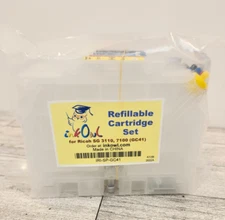 inkOwl
Refillable
Cartridge
Set
for Ricoh SG 3110, 7100 (GC41)
Order at inkowl.com
Made in CHINA